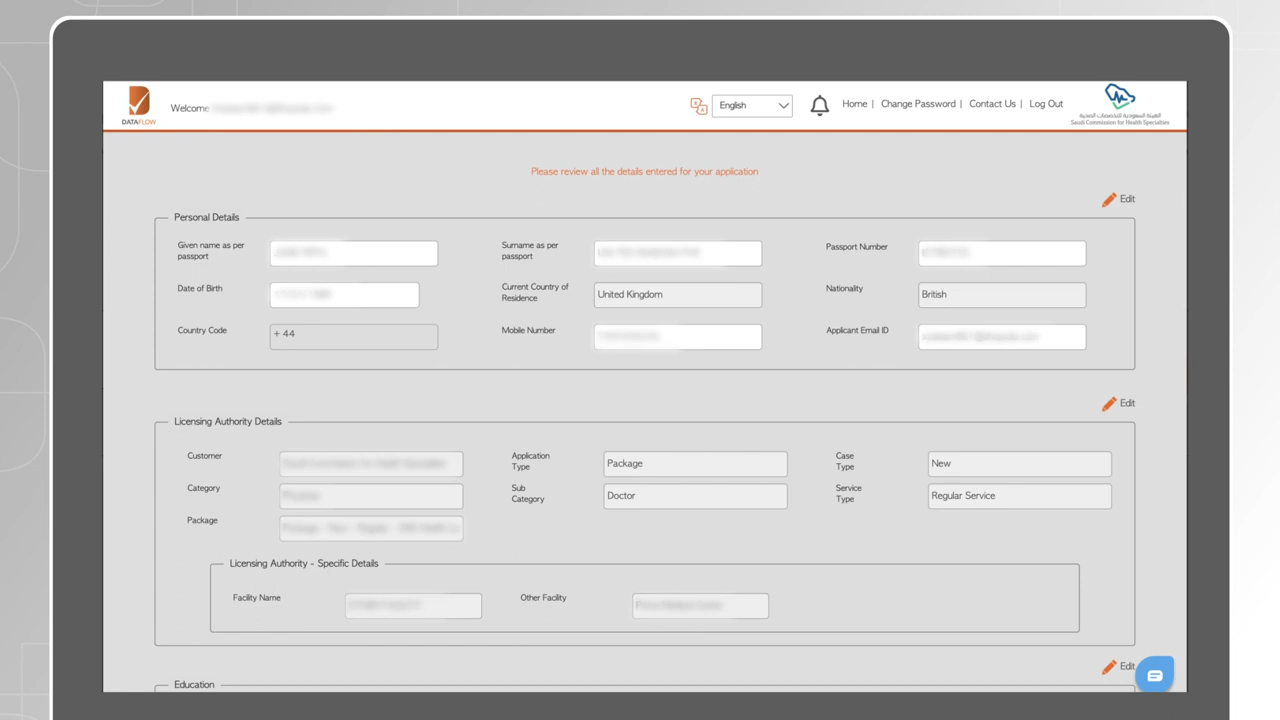 DATAFLOW
Welcome
English
Home | Change Password | Contact Us | Log Out
الهيئة السعودية للتخصصات الصحية
Saudi Commission for Health Specialties
Please review all the details entered for your application
Edit
Personal Details
Given name as per
passport
Surname as per
passport
Passport Number
Date of Birth
Current Country of
Residence
United Kingdom
Nationality
British
Country Code
+ 44
Mobile Number
Applicant Email ID
Edit
Licensing Authority Details
Customer
Application
Type
Package
Case
Type
New
Category
Sub
Category
Doctor
Service
Type
Regular Service
Package
Licensing Authority - Specific Details
Facility Name
Other Facility
Edit
Education